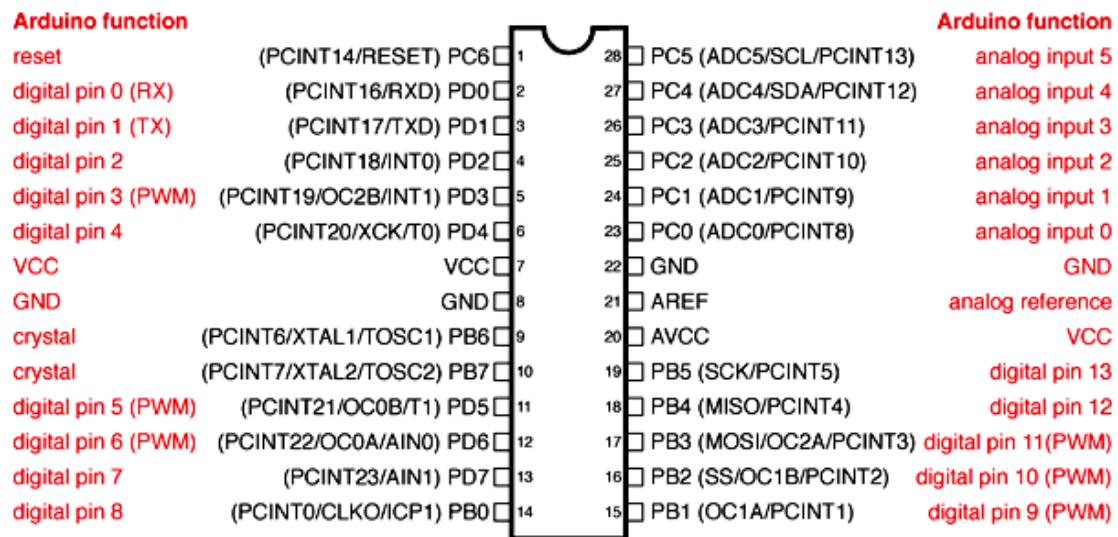 Arduino function Arduino function
reset (PCINT14/RESET) PC6 1 28 PC5 (ADC5/SCL/PCINT13) analog input 5
digital pin 0 (RX) (PCINT16/RXD) PD0 2 27 PC4 (ADC4/SDA/PCINT12) analog input 4
digital pin 1 (TX) (PCINT17/TXD) PD1 3 26 PC3 (ADC3/PCINT11) analog input 3
digital pin 2 (PCINT18/INT0) PD2 4 25 PC2 (ADC2/PCINT10) analog input 2
digital pin 3 (PWM) (PCINT19/OC2B/INT1) PD3 5 24 PC1 (ADC1/PCINT9) analog input 1
digital pin 4 (PCINT20/XCK/T0) PD4 6 23 PC0 (ADC0/PCINT8) analog input 0
VCC VCC 7 22 GND GND
GND GND 8 21 AREF analog reference
crystal (PCINT6/XTAL1/TOSC1) PB6 9 20 AVCC VCC
crystal (PCINT7/XTAL2/TOSC2) PB7 10 19 PB5 (SCK/PCINT5) digital pin 13
digital pin 5 (PWM) (PCINT21/OC0B/T1) PD5 11 18 PB4 (MISO/PCINT4) digital pin 12
digital pin 6 (PWM) (PCINT22/OC0A/AIN0) PD6 12 17 PB3 (MOSI/OC2A/PCINT3) digital pin 11(PWM)
digital pin 7 (PCINT23/AIN1) PD7 13 16 PB2 (SS/OC1B/PCINT2) digital pin 10 (PWM)
digital pin 8 (PCINT0/CLKO/ICP1) PB0 14 15 PB1 (OC1A/PCINT1) digital pin 9 (PWM)